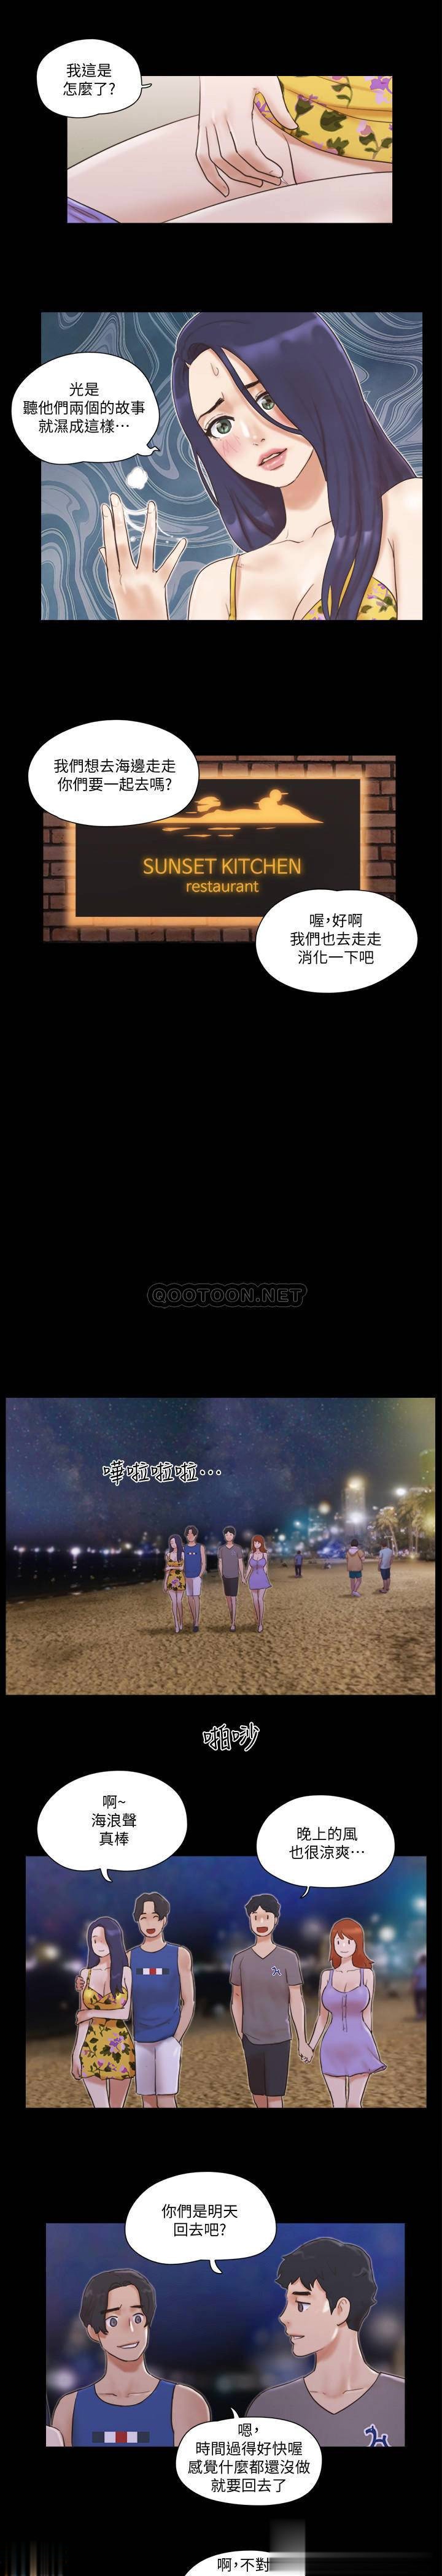 我這是
怎麼了?
光是
聽他們兩個的故事
就濕成這樣⋯
我們想去海邊走走
你們要一起去嗎?
SUNSET KITCHEN
restaurant
喔，好啊
我們也去走走
消化一下吧
QOOTOON.NET
嘩啦啦啦⋯
啪吵
啊~
海浪聲
真棒
晚上的風
也很涼爽⋯
你們是明天
回去吧?
嗯，
時間過得好快喔
感覺什麼都還沒做
就要回去了
啊，不對